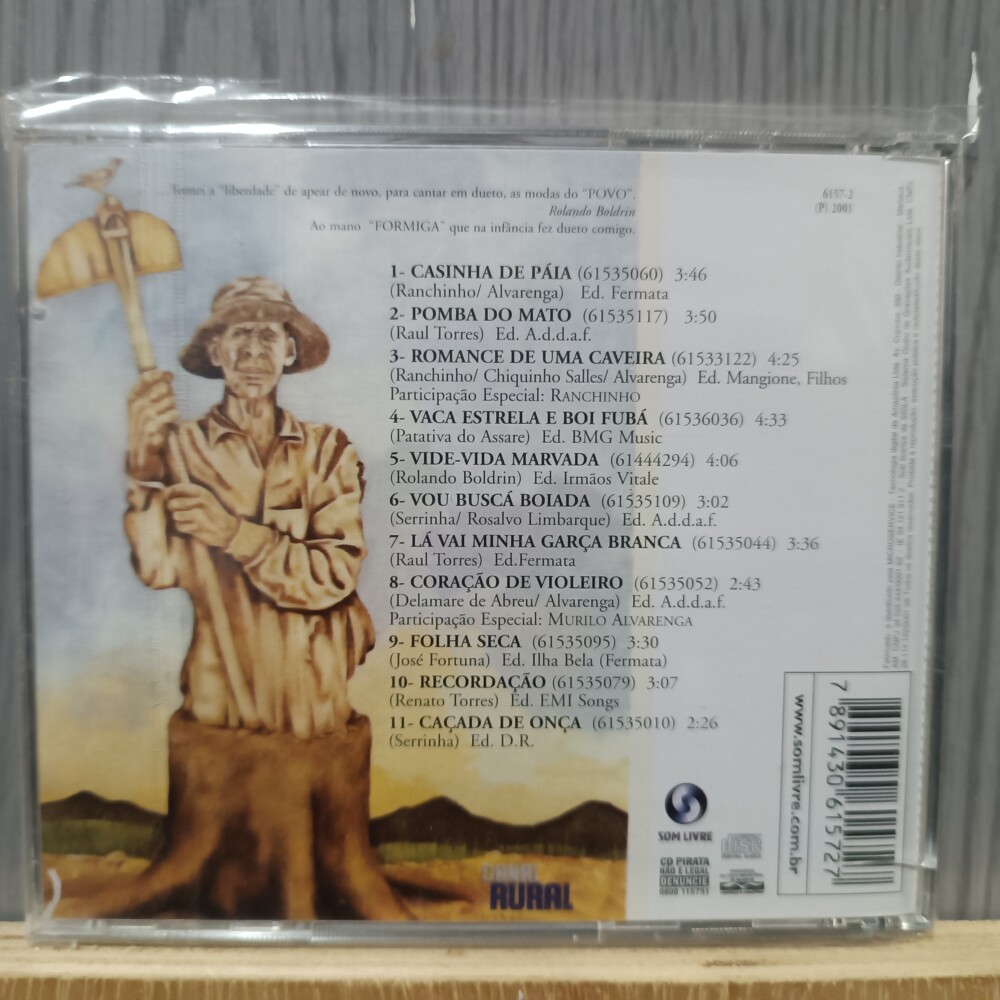 Tomei a "liberdade" de apear de novo, para cantar em dueto, as modas do "POVO".
Rolando Boldrin
Ao mano "FORMIGA" que na infância fez dueto comigo.
6157-2
(P) 2001
1- CASINHA DE PÁIA (61535060) 3:46
(Ranchinho/ Alvarenga) Ed. Fermata
2- POMBA DO MATO (61535117) 3:50
(Raul Torres) Ed. A.d.d.a.f.
3- ROMANCE DE UMA CAVEIRA (61533122) 4:25
(Ranchinho/ Chiquinho Salles/ Alvarenga) Ed. Mangione, Filhos
Participação Especial: RANCHINHO
4- VACA ESTRELA E BOI FUBÁ (61536036) 4:33
(Patativa do Assare) Ed. BMG Music
5- VIDE-VIDA MARVADA (61444294) 4:06
(Rolando Boldrin) Ed. Irmãos Vitale
6- VOU BUSCÁ BOIADA (61535109) 3:02
(Serrinha/ Rosalvo Limbarque) Ed. A.d.d.a.f.
7- LÁ VAI MINHA GARÇA BRANCA (61535044) 3:36
(Raul Torres) Ed.Fermata
8- CORAÇÃO DE VIOLEIRO (61535052) 2:43
(Delamare de Abreu/ Alvarenga) Ed. A.d.d.a.f.
Participação Especial: MURILO ALVARENGA
9- FOLHA SECA (61535095) 3:30
(José Fortuna) Ed. Ilha Bela (Fermata)
10- RECORDAÇÃO (61535079) 3:07
(Renato Torres) Ed. EMI Songs
11- CAÇADA DE ONÇA (61535010) 2:26
(Serrinha) Ed. D.R.
CANAL
RURAL
SOM LIVRE
CD PIRATA
NÃO É LEGAL
DENUNCIE
0800 115751
disc
www.somlivre.com.br
7 891430 615727